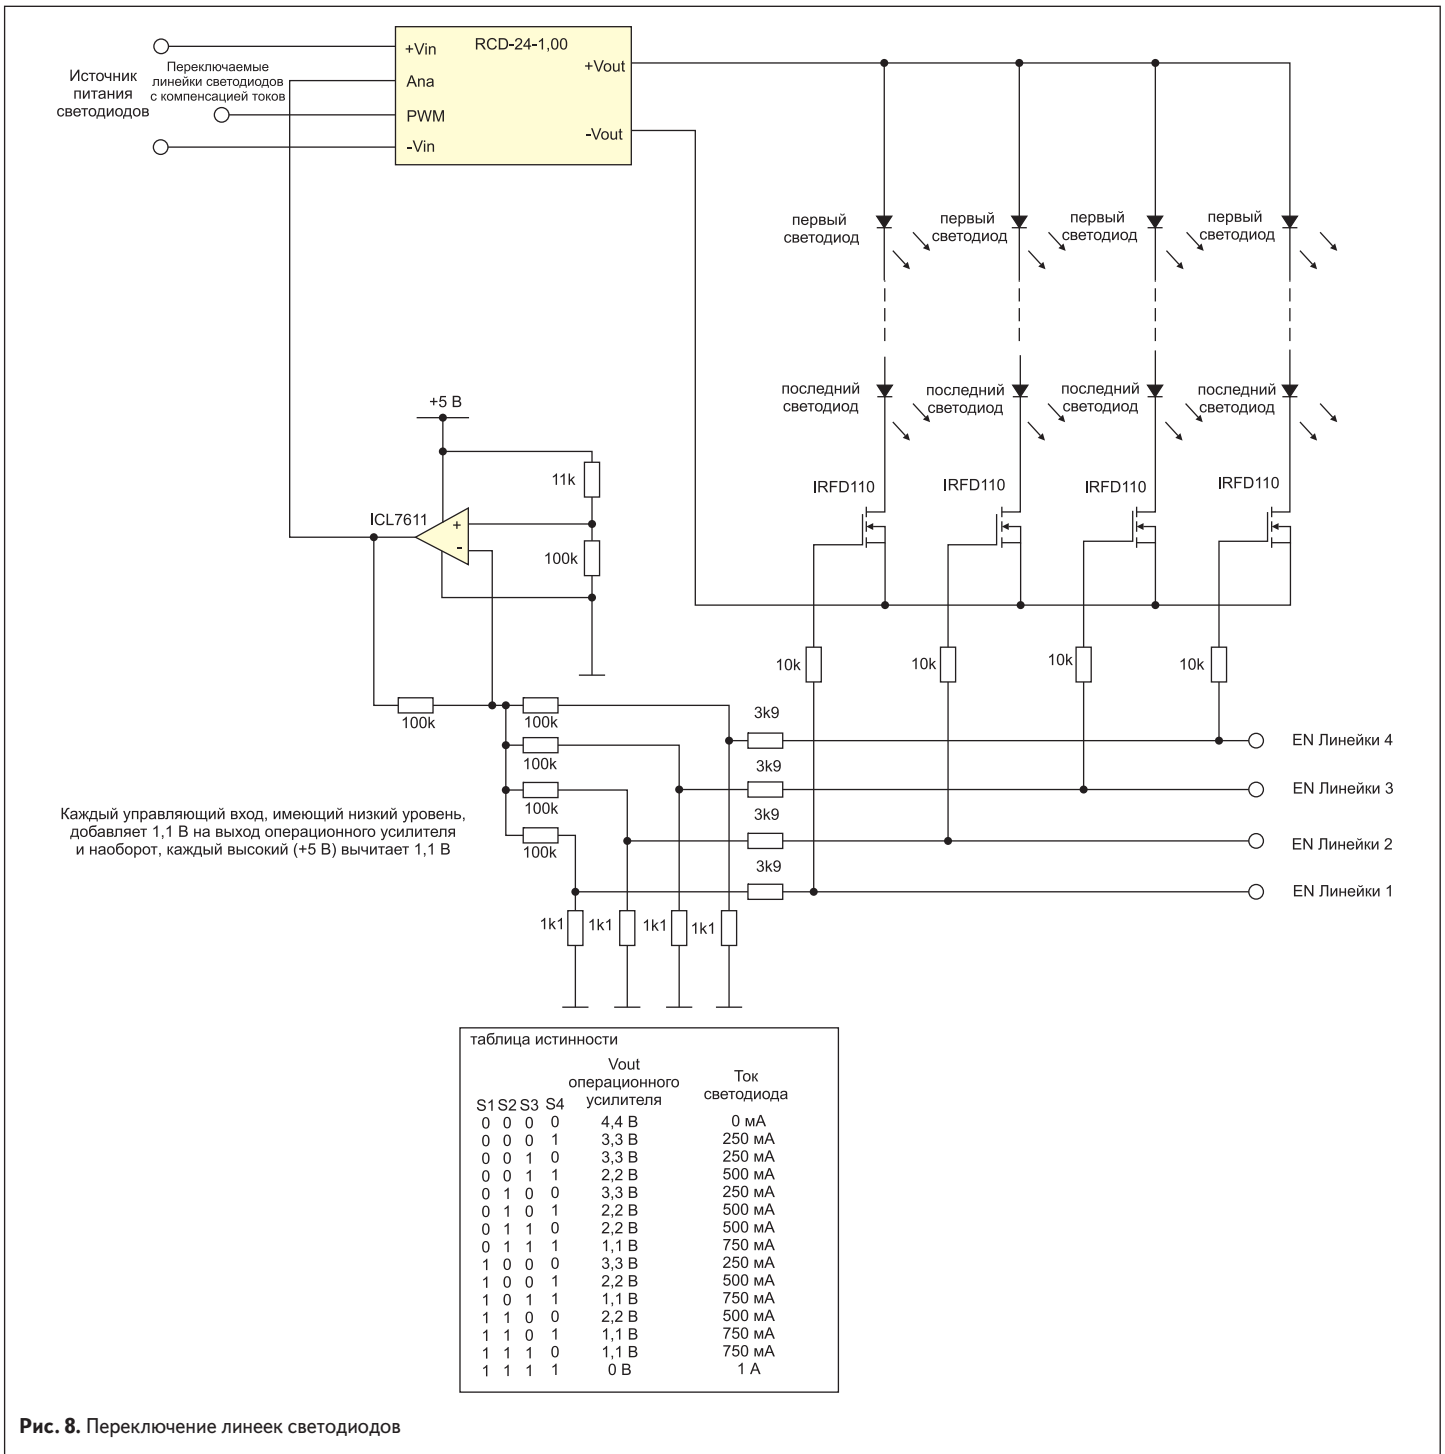 RCD-24-1,00
+Vin
Ana
PWM
-Vin
+Vout
-Vout
Источник
питания
светодиодов
Переключаемые
линейки светодиодов
с компенсацией токов
первый
светодиод
первый
светодиод
первый
светодиод
первый
светодиод
последний
светодиод
последний
светодиод
последний
светодиод
последний
светодиод
+5 В
11k
ICL7611
+
-
100k
IRFD110
IRFD110
IRFD110
IRFD110
10k
10k
10k
10k
100k
100k
100k
100k
100k
3k9
3k9
3k9
3k9
EN Линейки 4
EN Линейки 3
EN Линейки 2
EN Линейки 1
Каждый управляющий вход, имеющий низкий уровень,
добавляет 1,1 В на выход операционного усилителя
и наоборот, каждый высокий (+5 В) вычитает 1,1 В
1k1
1k1
1k1
1k1
таблица истинности
Vout
операционного
усилителя
Ток
светодиода
S1 S2 S3 S4
0 0 0 0 4,4 В 0 мА
0 0 0 1 3,3 В 250 мА
0 0 1 0 3,3 В 250 мА
0 0 1 1 2,2 В 500 мА
0 1 0 0 3,3 В 250 мА
0 1 0 1 2,2 В 500 мА
0 1 1 0 2,2 В 500 мА
0 1 1 1 1,1 В 750 мА
1 0 0 0 3,3 В 250 мА
1 0 0 1 2,2 В 500 мА
1 0 1 1 1,1 В 750 мА
1 1 0 0 2,2 В 500 мА
1 1 0 1 1,1 В 750 мА
1 1 1 0 1,1 В 750 мА
1 1 1 1 0 В 1 А
Рис. 8. Переключение линеек светодиодов